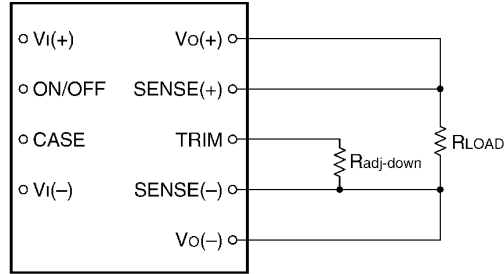 VI(+) VO(+)
ON/OFF SENSE(+)
CASE TRIM
RLOAD
Radj-down
VI(–) SENSE(–)
VO(–)